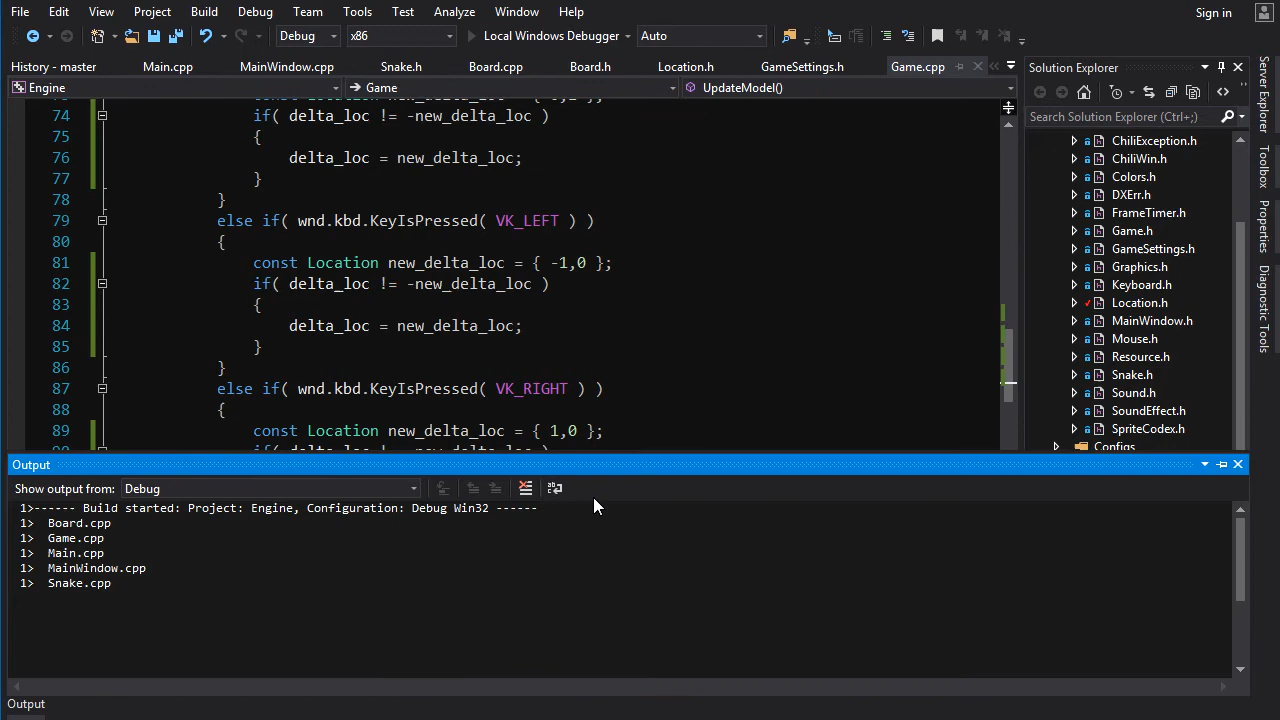 File Edit View Project Build Debug Team Tools Test Analyze Window Help Sign in
Debug x86 Local Windows Debugger Auto
History - master Main.cpp MainWindow.cpp Snake.h Board.cpp Board.h Location.h GameSettings.h Game.cpp
Engine Game UpdateModel()
74 if( delta_loc != -new_delta_loc )
75 {
76 delta_loc = new_delta_loc;
77 }
78 }
79 else if( wnd.kbd.KeyIsPressed( VK_LEFT ) )
80 {
81 const Location new_delta_loc = { -1,0 };
82 if( delta_loc != -new_delta_loc )
83 {
84 delta_loc = new_delta_loc;
85 }
86 }
87 else if( wnd.kbd.KeyIsPressed( VK_RIGHT ) )
88 {
89 const Location new_delta_loc = { 1,0 };
Solution Explorer
Search Solution Explorer (Ctrl+;)
ChiliException.h
ChiliWin.h
Colors.h
DXErr.h
FrameTimer.h
Game.h
GameSettings.h
Graphics.h
Keyboard.h
Location.h
MainWindow.h
Mouse.h
Resource.h
Snake.h
Sound.h
SoundEffect.h
SpriteCodex.h
Configs
Server Explorer
Toolbox
Properties
Diagnostic Tools
Output
Show output from: Debug
1>------ Build started: Project: Engine, Configuration: Debug Win32 ------
1> Board.cpp
1> Game.cpp
1> Main.cpp
1> MainWindow.cpp
1> Snake.cpp
Output